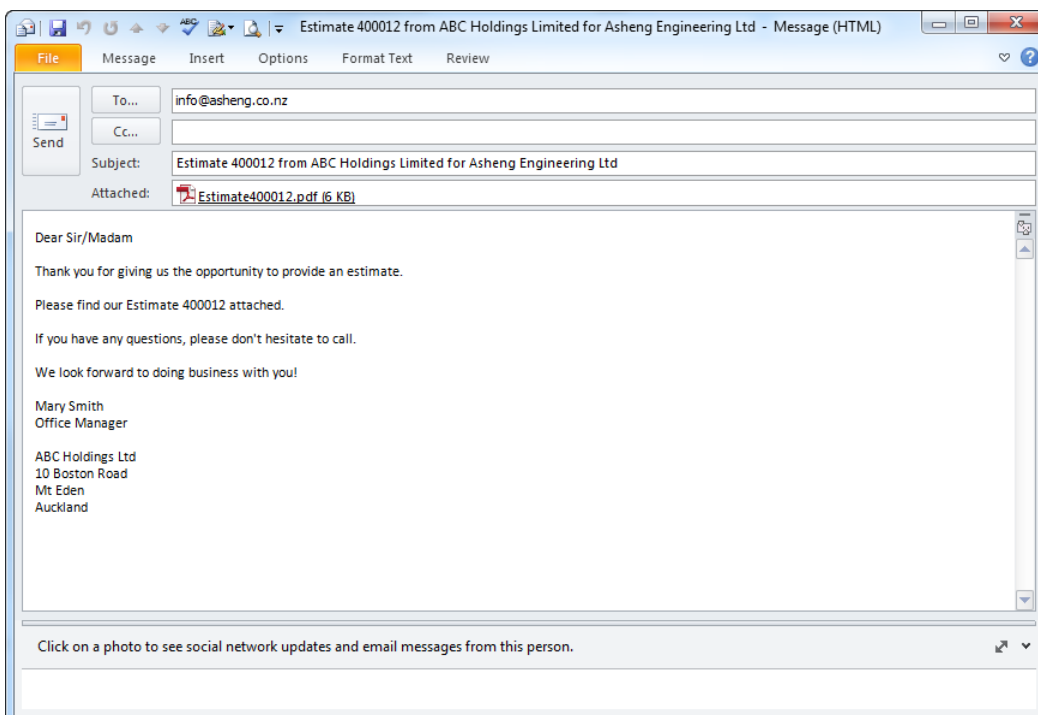 ABC
Estimate 400012 from ABC Holdings Limited for Asheng Engineering Ltd - Message (HTML)
File Message Insert Options Format Text Review
To... info@asheng.co.nz
Cc...
Send
Subject: Estimate 400012 from ABC Holdings Limited for Asheng Engineering Ltd
Attached: Estimate400012.pdf (6 KB)
Dear Sir/Madam
Thank you for giving us the opportunity to provide an estimate.
Please find our Estimate 400012 attached.
If you have any questions, please don't hesitate to call.
We look forward to doing business with you!
Mary Smith
Office Manager
ABC Holdings Ltd
10 Boston Road
Mt Eden
Auckland
Click on a photo to see social network updates and email messages from this person.